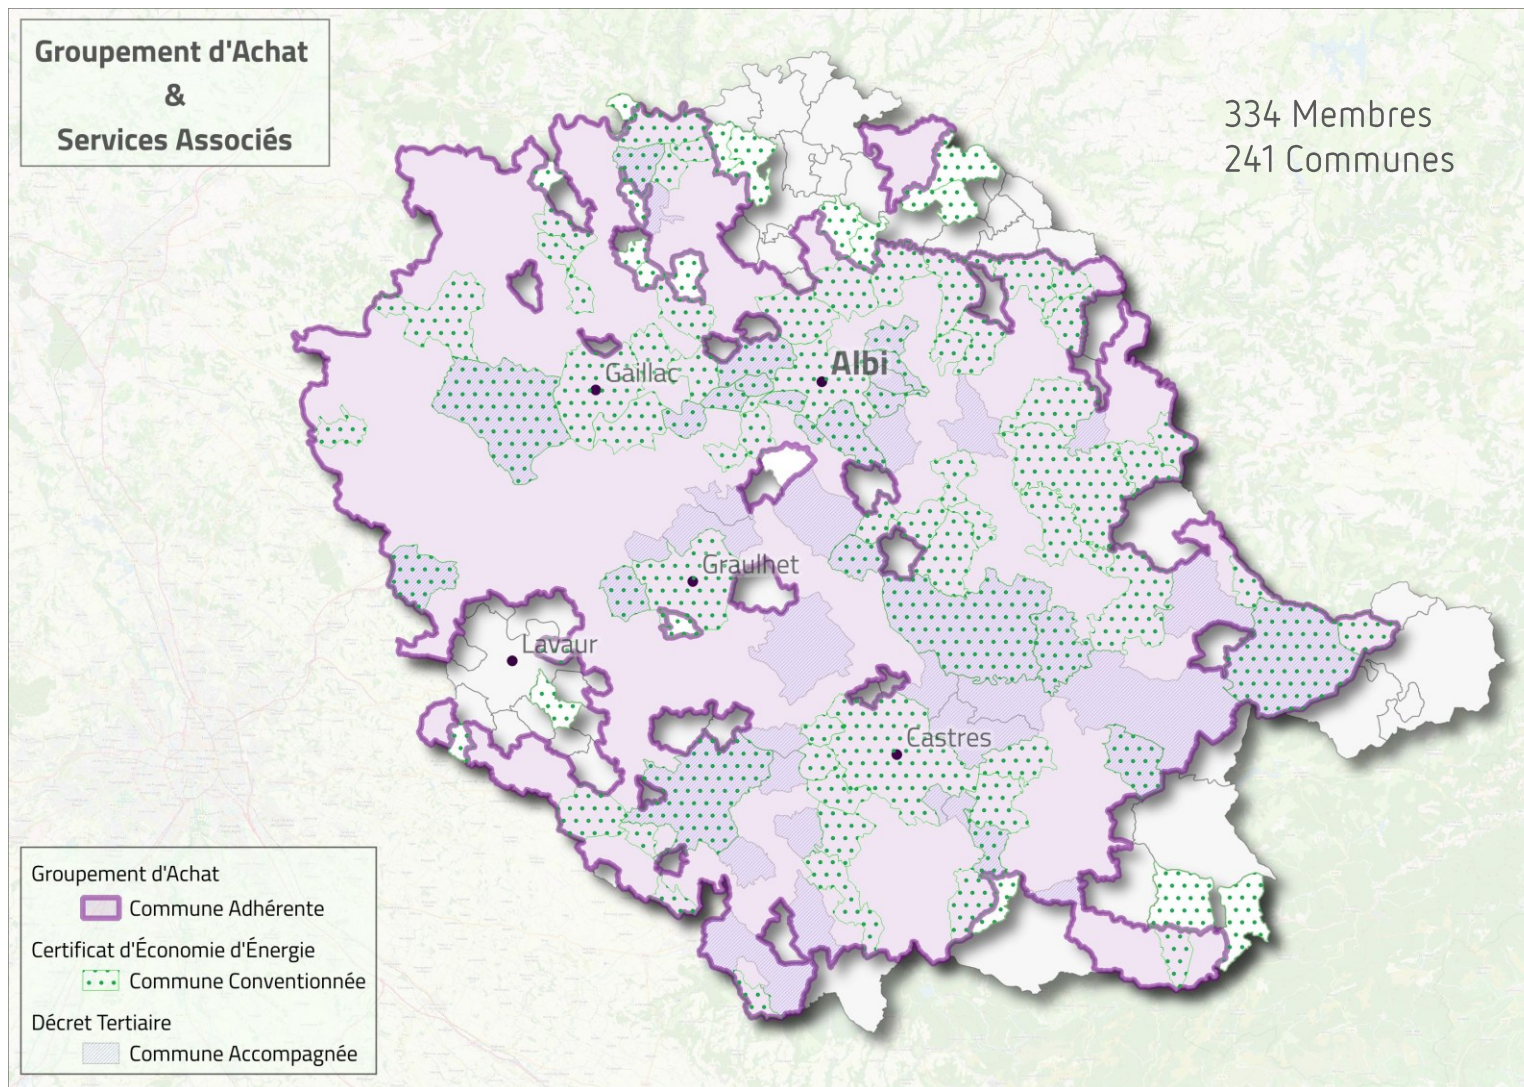 Groupement d'Achat
&
Services Associés
334 Membres
241 Communes
Albi
Gaillac
Graulhet
Lavaur
Castres
Groupement d'Achat
Commune Adhérente
Certificat d'Économie d'Énergie
Commune Conventionnée
Décret Tertiaire
Commune Accompagnée